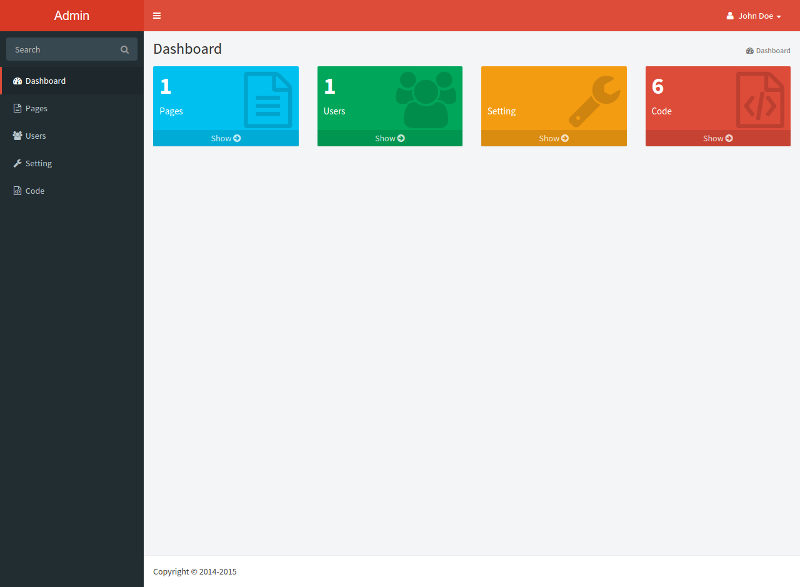 Admin
John Doe
Search
Dashboard
Pages
Users
Setting
Code
Dashboard
Dashboard
1
Pages
Show
1
Users
Show
Setting
Show
6
Code
Show
Copyright © 2014-2015